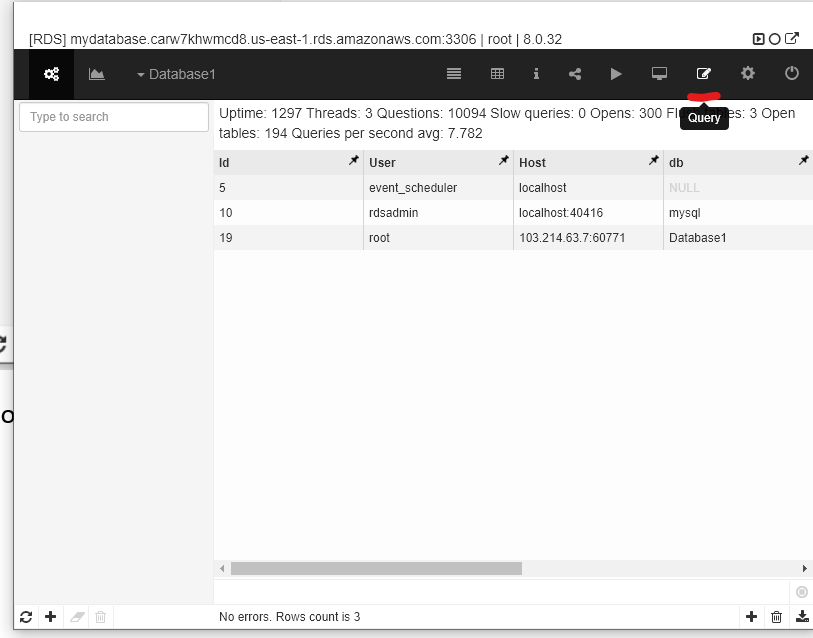 [RDS] mydatabase.carw7khwmcd8.us-east-1.rds.amazonaws.com:3306 | root | 8.0.32
Database1
Type to search
Uptime: 1297 Threads: 3 Questions: 10094 Slow queries: 0 Opens: 300 Fl es: 3 Open
Query
tables: 194 Queries per second avg: 7.782
Id User Host db
5 event_scheduler localhost NULL
10 rdsadmin localhost:40416 mysql
19 root 103.214.63.7:60771 Database1
No errors. Rows count is 3